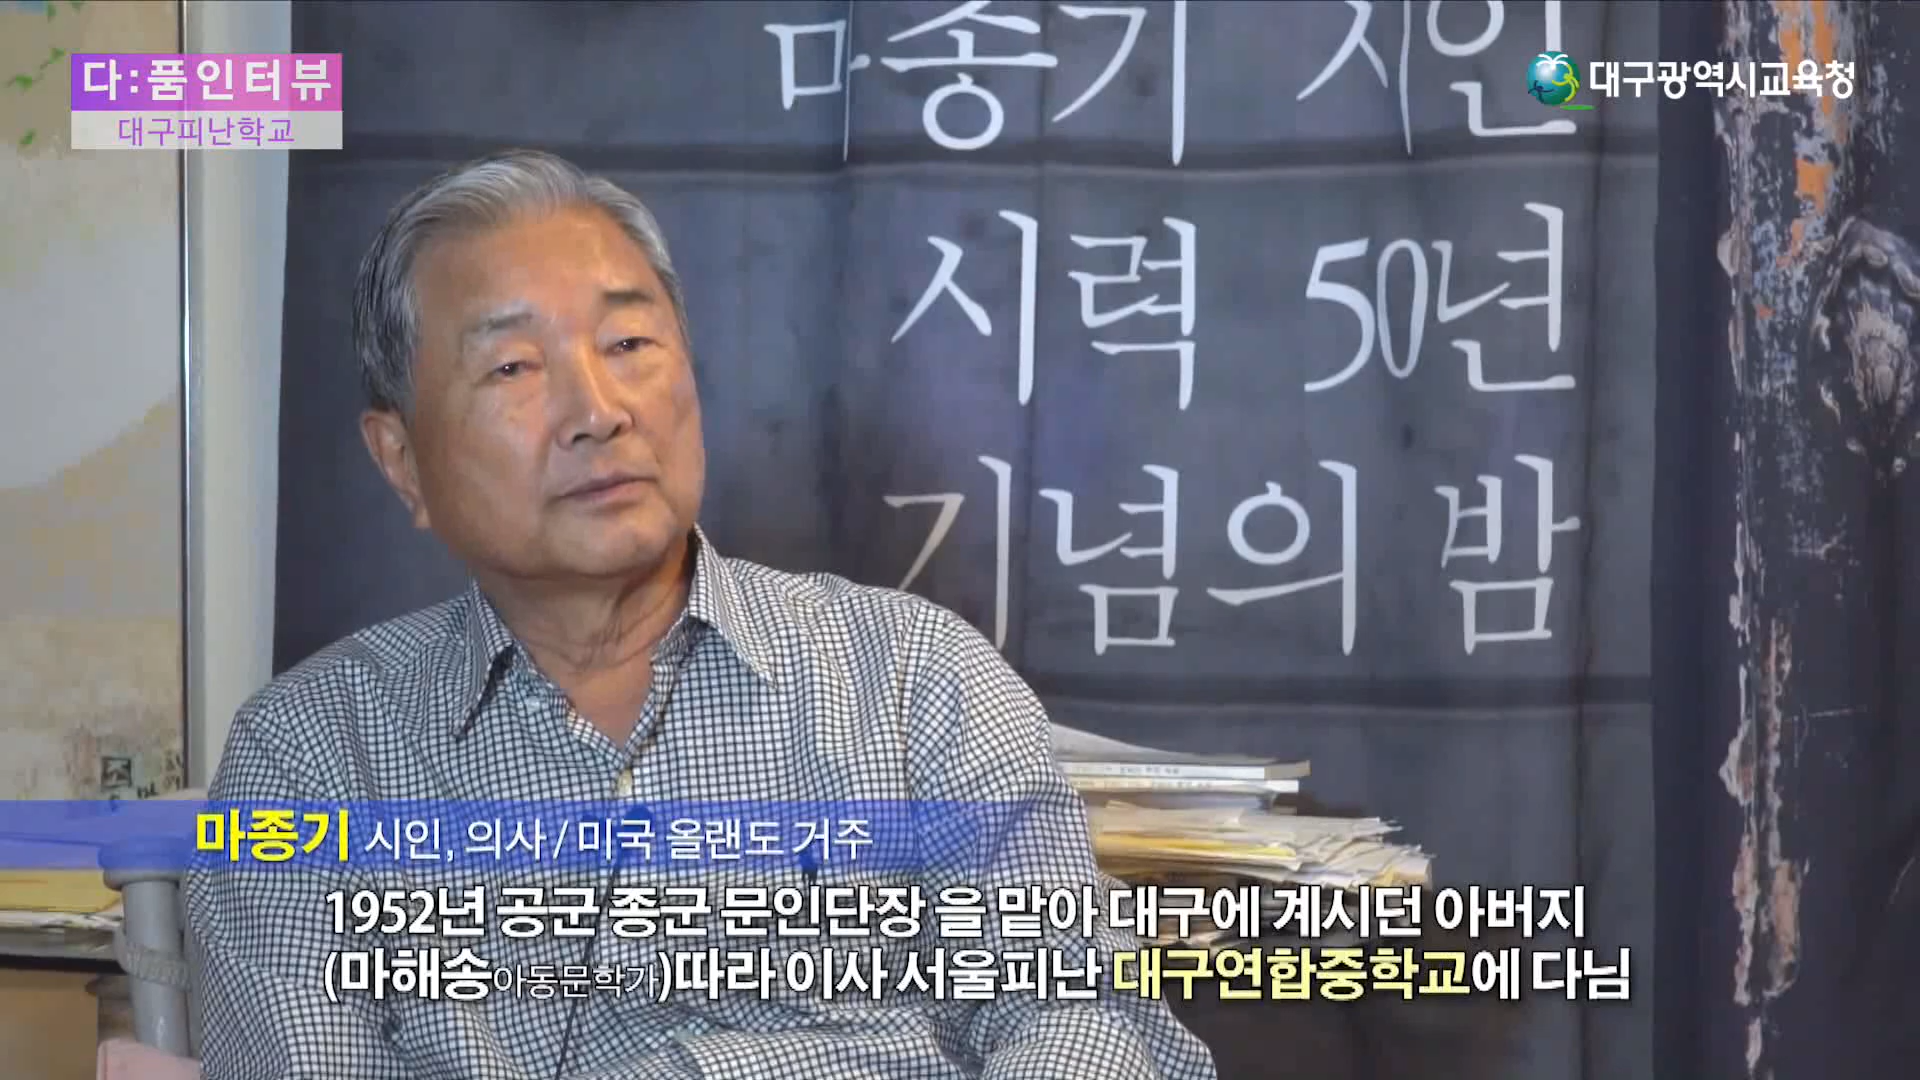 다:품인터뷰
대구피난학교
대구광역시교육청
마종기 시인
시력 50년
기념의 밤
마종기 시인, 의사 / 미국 올랜도 거주
1952년 공군 종군 문인단장 을 맡아 대구에 계시던 아버지
(마해송아동문학가)따라 이사 서울피난 대구연합중학교에 다님